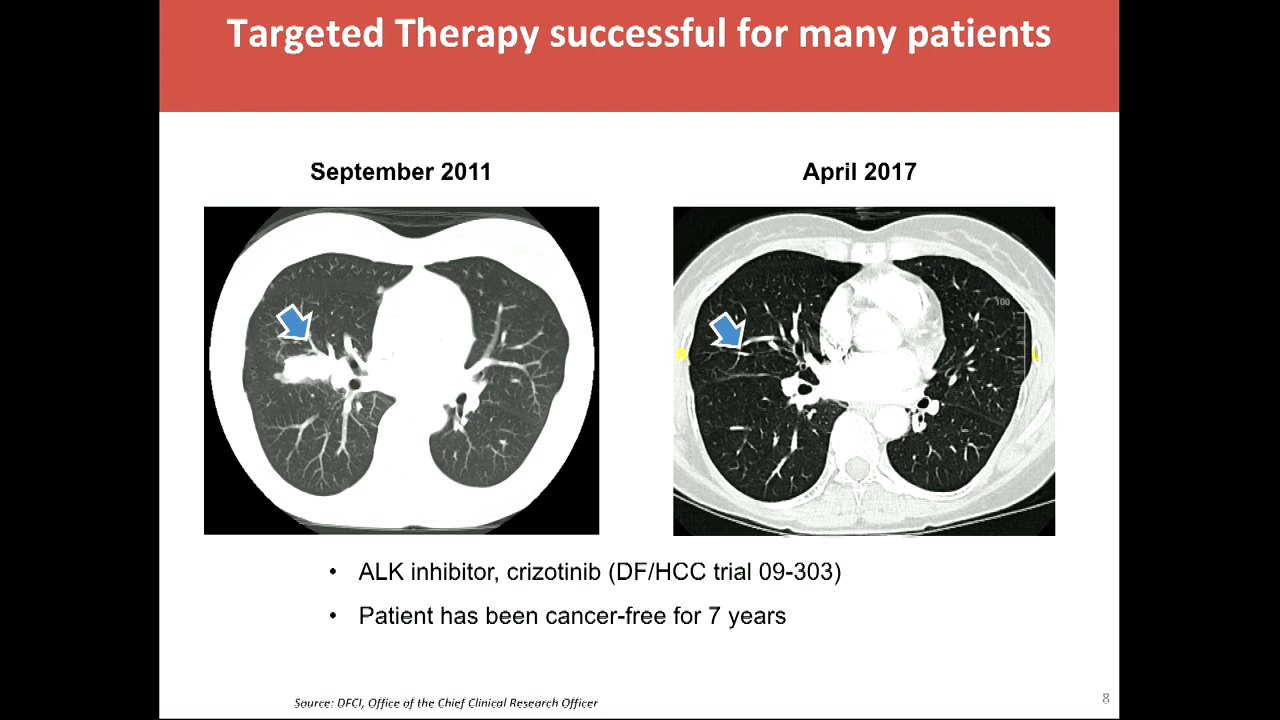 Targeted Therapy successful for many patients
September 2011
April 2017
100
• ALK inhibitor, crizotinib (DF/HCC trial 09-303)
• Patient has been cancer-free for 7 years
Source: DFCI, Office of the Chief Clinical Research Officer
8